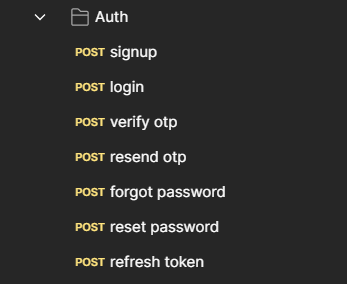 Auth
POST signup
POST login
POST verify otp
POST resend otp
POST forgot password
POST reset password
POST refresh token